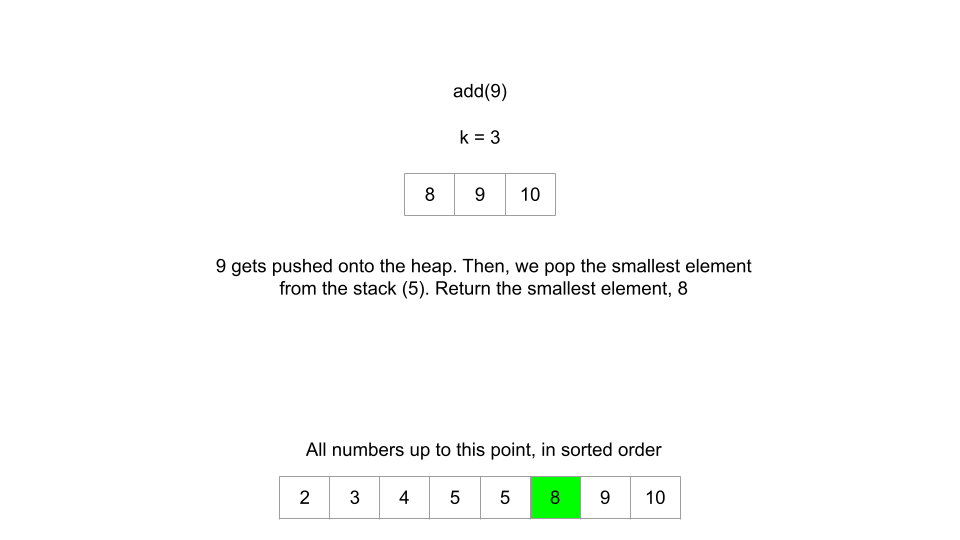 add(9)
k = 3
8 9 10
9 gets pushed onto the heap. Then, we pop the smallest element
from the stack (5). Return the smallest element, 8
All numbers up to this point, in sorted order
2 3 4 5 5 8 9 10